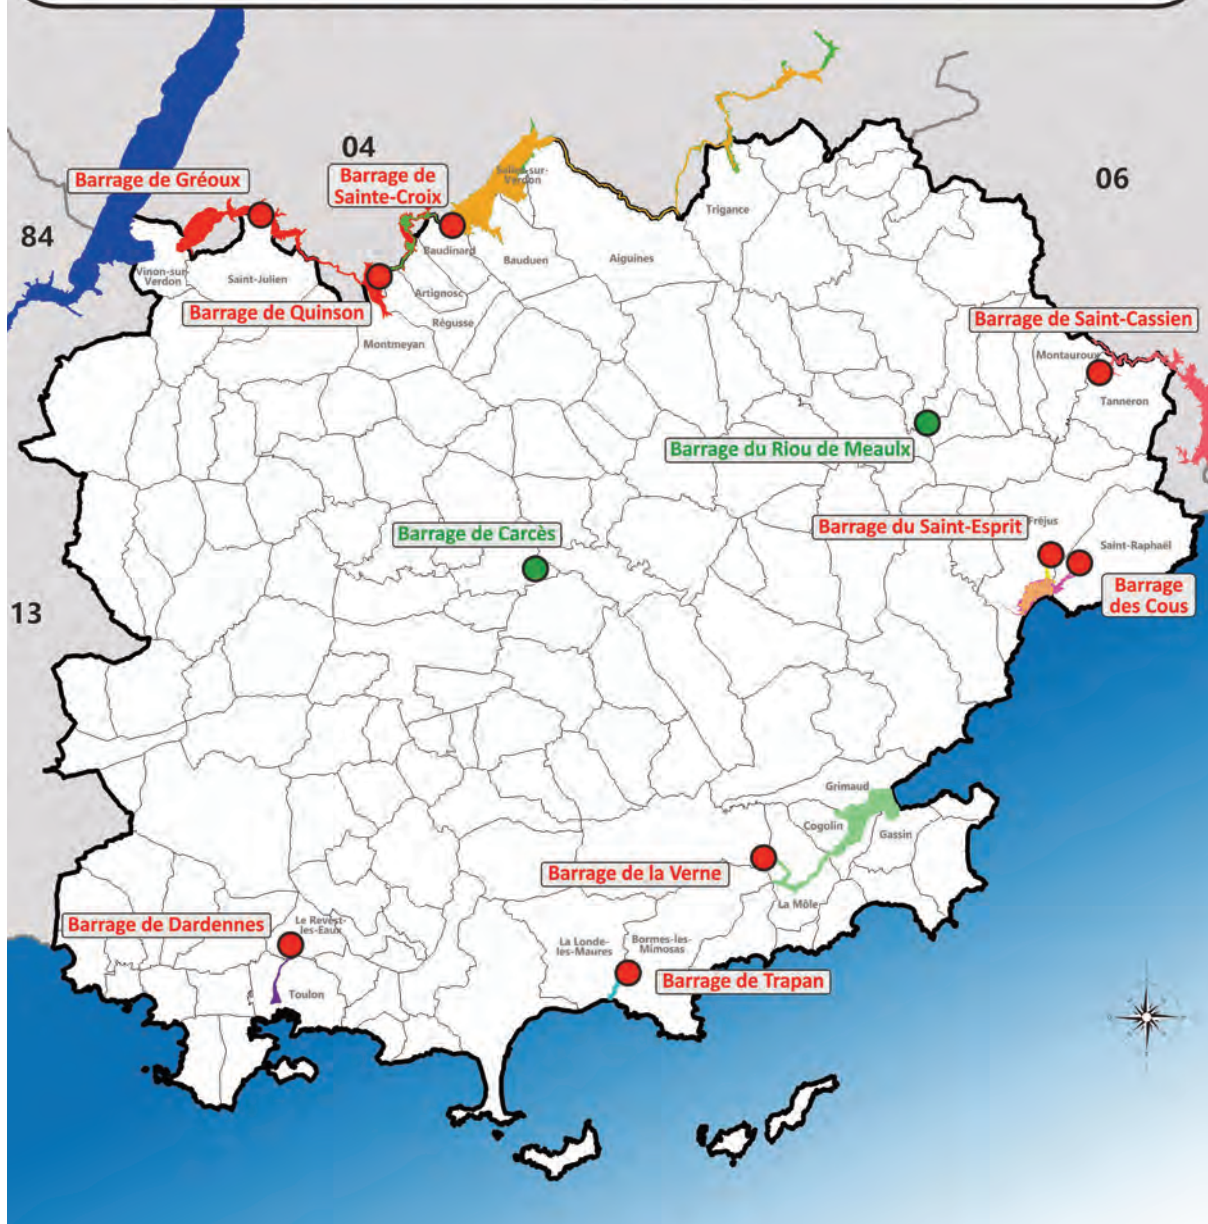 04
Barrage de Gréoux
Barrage de
Sainte-Croix
Salles-sur-
Verdon
06
Trigance
84
Baudinard
Bauduen
Aiguines
Vinon-sur-
Verdon
Saint-Julien
Artignosc
Barrage de Quinson
Régusse
Barrage de Saint-Cassien
Montmeyan
Montauroux
Tanneron
Barrage du Riou de Meaulx
Barrage du Saint-Esprit
Fréjus
Barrage de Carcès
Saint-Raphaël
Barrage
des Cous
13
Grimaud
Cogolin
Gassin
Barrage de la Verne
La Môle
Barrage de Dardennes
Le Revest-
les-Eaux
La Londe-
les-Maures
Bormes-les-
Mimosas
Barrage de Trapan
Toulon